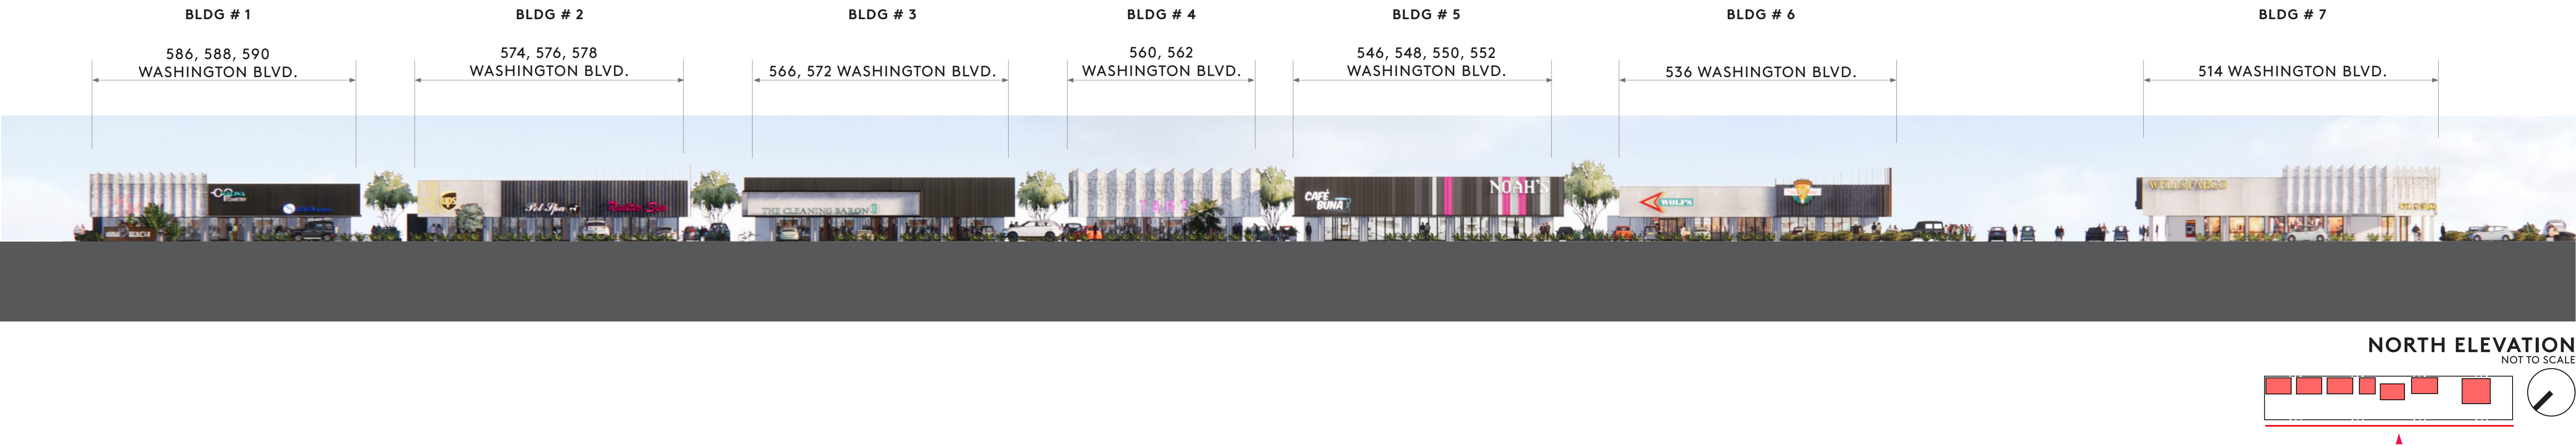 BLDG # 1
BLDG # 2
BLDG # 3
BLDG # 4
BLDG # 5
BLDG # 6
BLDG # 7
586, 588, 590
WASHINGTON BLVD.
574, 576, 578
WASHINGTON BLVD.
566, 572 WASHINGTON BLVD.
560, 562
WASHINGTON BLVD.
546, 548, 550, 552
WASHINGTON BLVD.
536 WASHINGTON BLVD.
514 WASHINGTON BLVD.
ups
Pet Spa
THE CLEANING BARON
CAFÉ
BUNA
NOAH'S
WOLF'S
WELLS FARGO
NORTH ELEVATION
NOT TO SCALE